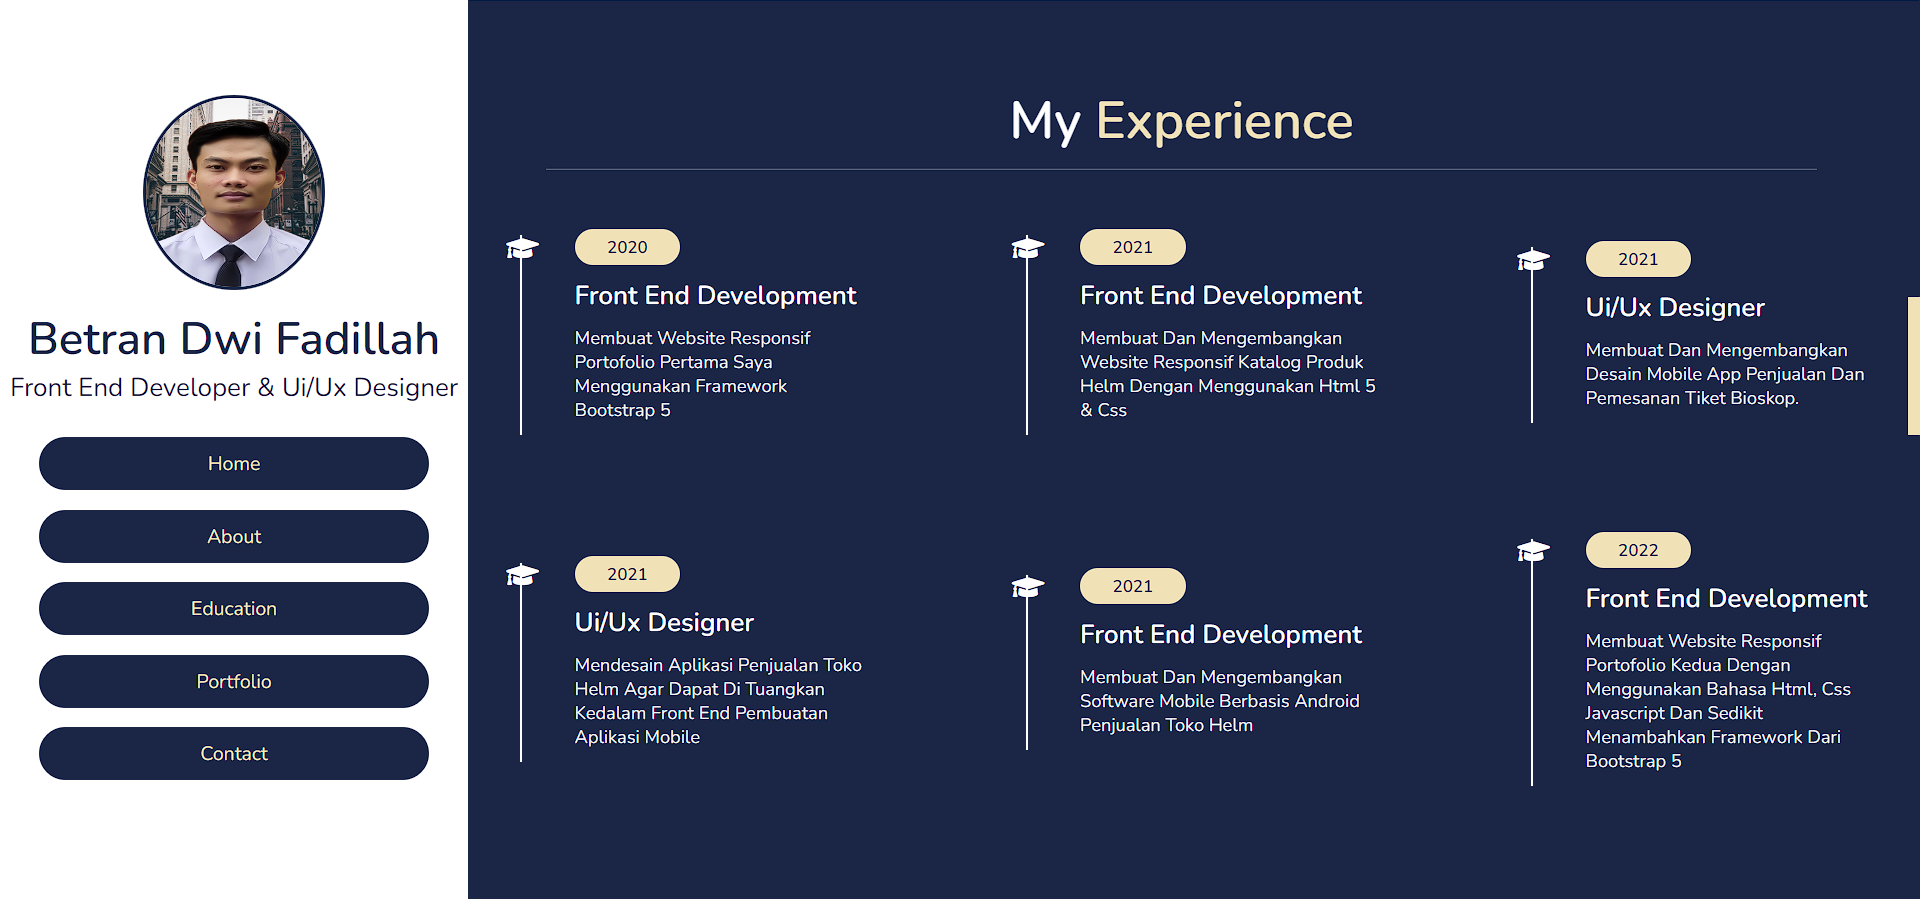 Betran Dwi Fadillah
Front End Developer & Ui/Ux Designer
Home
About
Education
Portfolio
Contact
My Experience
2020
Front End Development
Membuat Website Responsif
Portofolio Pertama Saya
Menggunakan Framework
Bootstrap 5
2021
Front End Development
Membuat Dan Mengembangkan
Website Responsif Katalog Produk
Helm Dengan Menggunakan Html 5
& Css
2021
Ui/Ux Designer
Membuat Dan Mengembangkan
Desain Mobile App Penjualan Dan
Pemesanan Tiket Bioskop.
2021
Ui/Ux Designer
Mendesain Aplikasi Penjualan Toko
Helm Agar Dapat Di Tuangkan
Kedalam Front End Pembuatan
Aplikasi Mobile
2021
Front End Development
Membuat Dan Mengembangkan
Software Mobile Berbasis Android
Penjualan Toko Helm
2022
Front End Development
Membuat Website Responsif
Portofolio Kedua Dengan
Menggunakan Bahasa Html, Css
Javascript Dan Sedikit
Menambahkan Framework Dari
Bootstrap 5